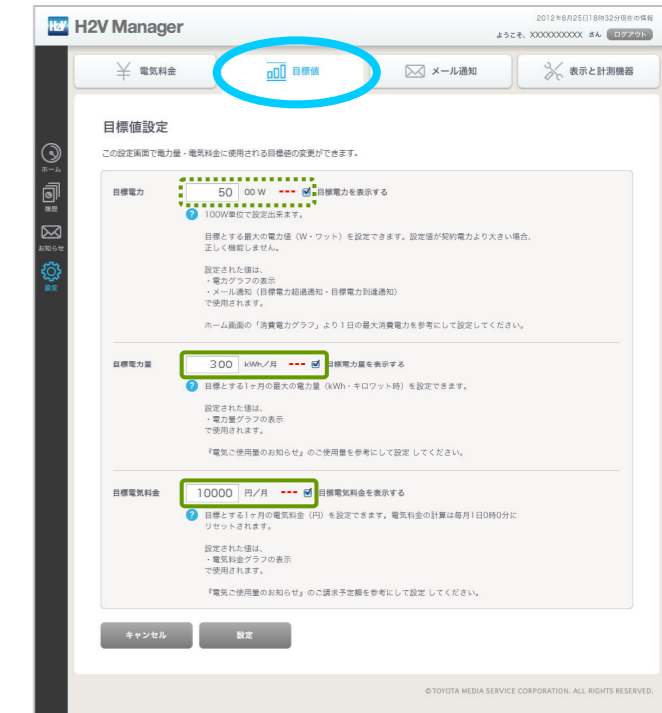 H2V H2V Manager
2012年8月25日18時32分現在の情報
ようこそ、XXXXXXXXXX さん ログアウト
電気料金
目標値
メール通知
表示と計測機器
ホーム
履歴
お知らせ
設定
目標値設定
この設定画面で電力量・電気料金に使用される目標値の変更ができます。
目標電力 50 00 W 目標電力を表示する
? 100W単位で設定出来ます。
目標とする最大の電力値（W・ワット）を設定できます。設定値が契約電力より大きい場合、
正しく機能しません。
設定された値は、
・電力グラフの表示
・メール通知（目標電力超過通知・目標電力到達通知）
で使用されます。
ホーム画面の「消費電力グラフ」より１日の最大消費電力を参考にして設定してください。
目標電力量 300 kWh／月 目標電力量を表示する
? 目標とする1ヶ月の最大の電力量（kWh・キロワット時）を設定できます。
設定された値は、
・電力量グラフの表示
で使用されます。
『電気ご使用量のお知らせ』のご使用量を参考にして設定 してください。
目標電気料金 10000 円／月 目標電気料金を表示する
? 目標とする1ヶ月の電気料金（円）を設定できます。電気料金の計算は毎月1日0時0分に
リセットされます。
設定された値は、
・電気料金グラフの表示
で使用されます。
『電気ご使用量のお知らせ』のご請求予定額を参考にして設定 してください。
キャンセル 設定
© TOYOTA MEDIA SERVICE CORPORATION. ALL RIGHTS RESERVED.